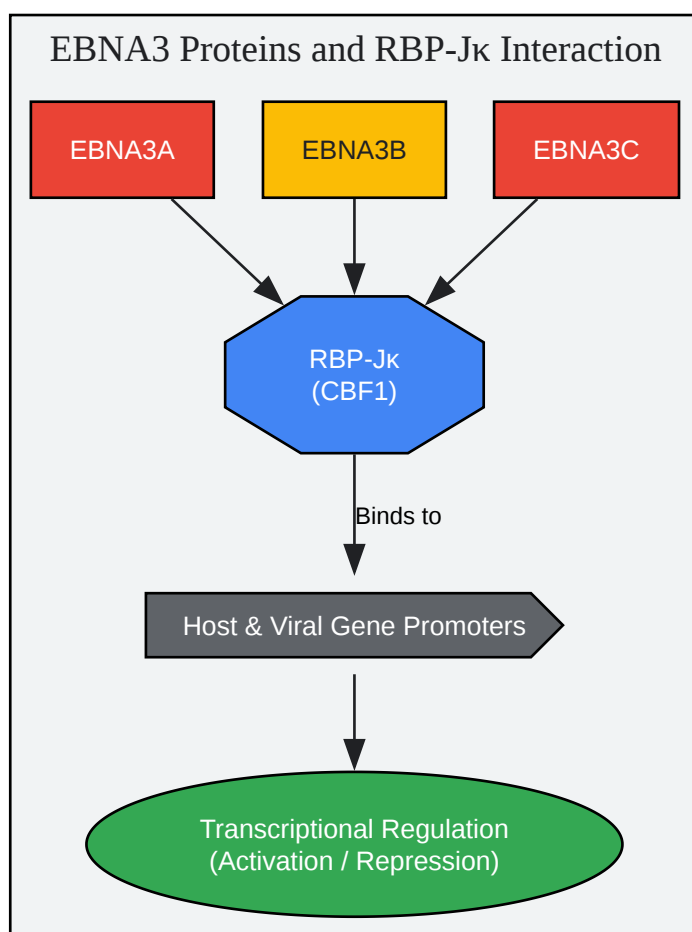 EBNA3 Proteins and RBP-Jκ Interaction
EBNA3A
EBNA3B
EBNA3C
RBP-Jκ
(CBF1)
Binds to
Host & Viral Gene Promoters
Transcriptional Regulation
(Activation / Repression)